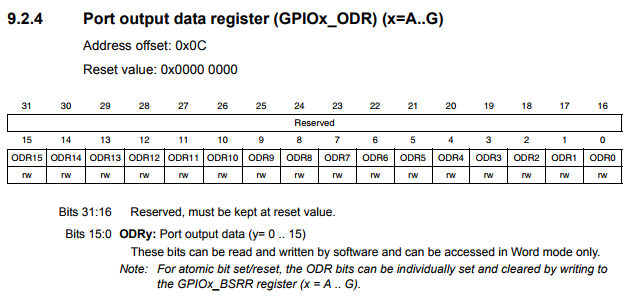 9.2.4 Port output data register (GPIOx_ODR) (x=A..G)
Address offset: 0x0C
Reset value: 0x0000 0000
31 30 29 28 27 26 25 24 23 22 21 20 19 18 17 16
Reserved
15 14 13 12 11 10 9 8 7 6 5 4 3 2 1 0
ODR15 ODR14 ODR13 ODR12 ODR11 ODR10 ODR9 ODR8 ODR7 ODR6 ODR5 ODR4 ODR3 ODR2 ODR1 ODR0
rw rw rw rw rw rw rw rw rw rw rw rw rw rw rw rw
Bits 31:16 Reserved, must be kept at reset value.
Bits 15:0 ODRy: Port output data (y= 0 .. 15)
These bits can be read and written by software and can be accessed in Word mode only.
Note: For atomic bit set/reset, the ODR bits can be individually set and cleared by writing to
the GPIOx_BSRR register (x = A .. G).